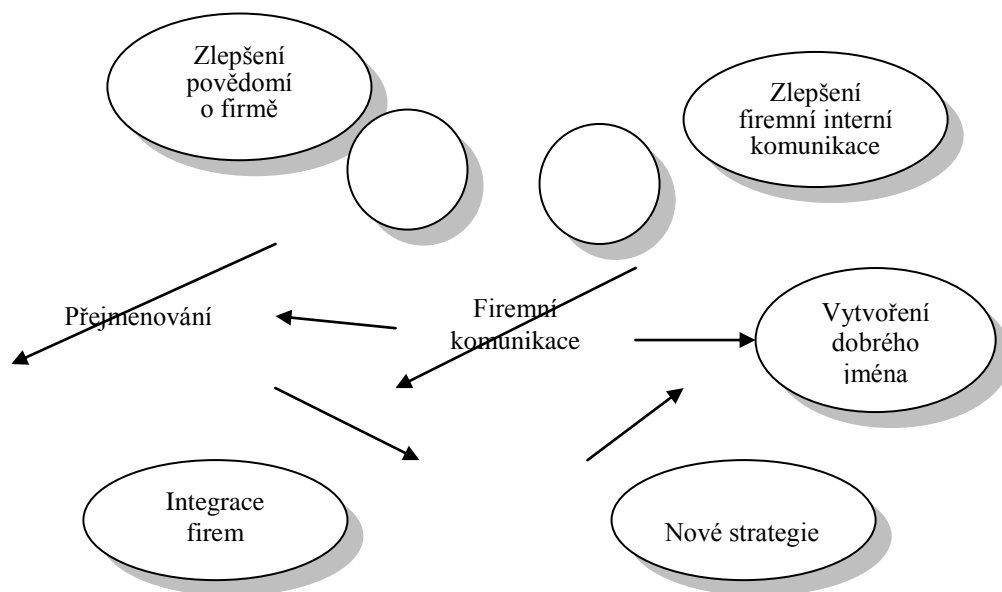 Zlepšení
povědomí
o firmě
Zlepšení
firemní interní
komunikace
Přejmenování
Firemní
komunikace
Vytvoření
dobrého
jména
Integrace
firem
Nové strategie